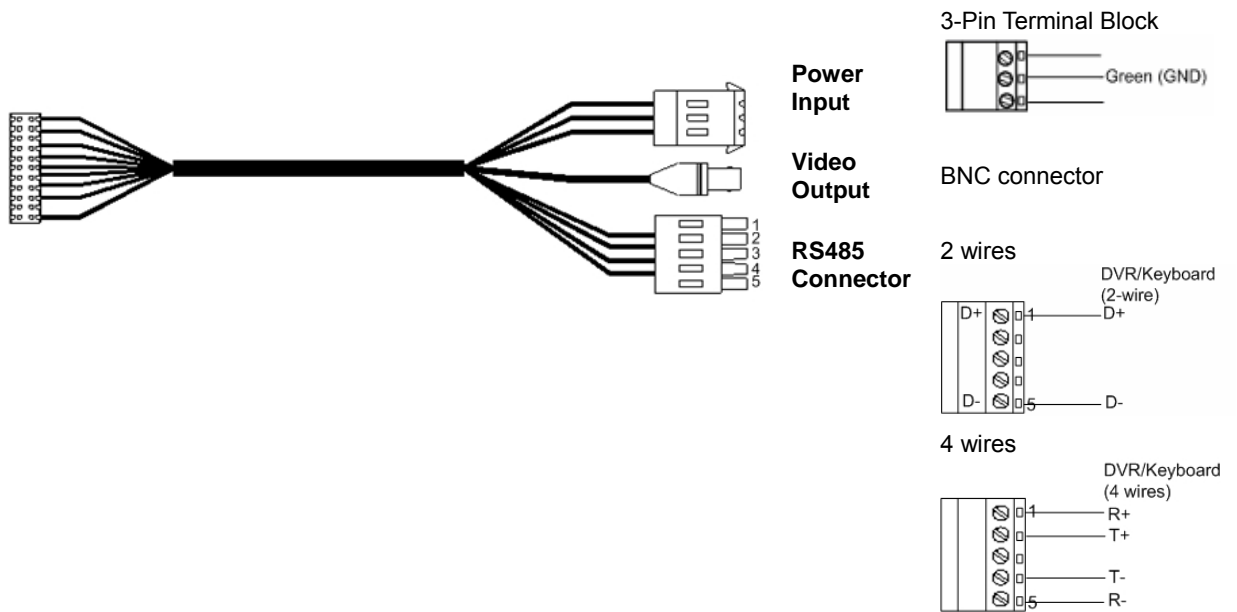 3-Pin Terminal Block
Power
Input
Green (GND)
Video
Output
BNC connector
1
2
3
4
5
RS485
Connector
2 wires
DVR/Keyboard
(2-wire)
D+ 1 D+
D- 5 D-
4 wires
DVR/Keyboard
(4 wires)
1 R+
T+
T-
5 R-